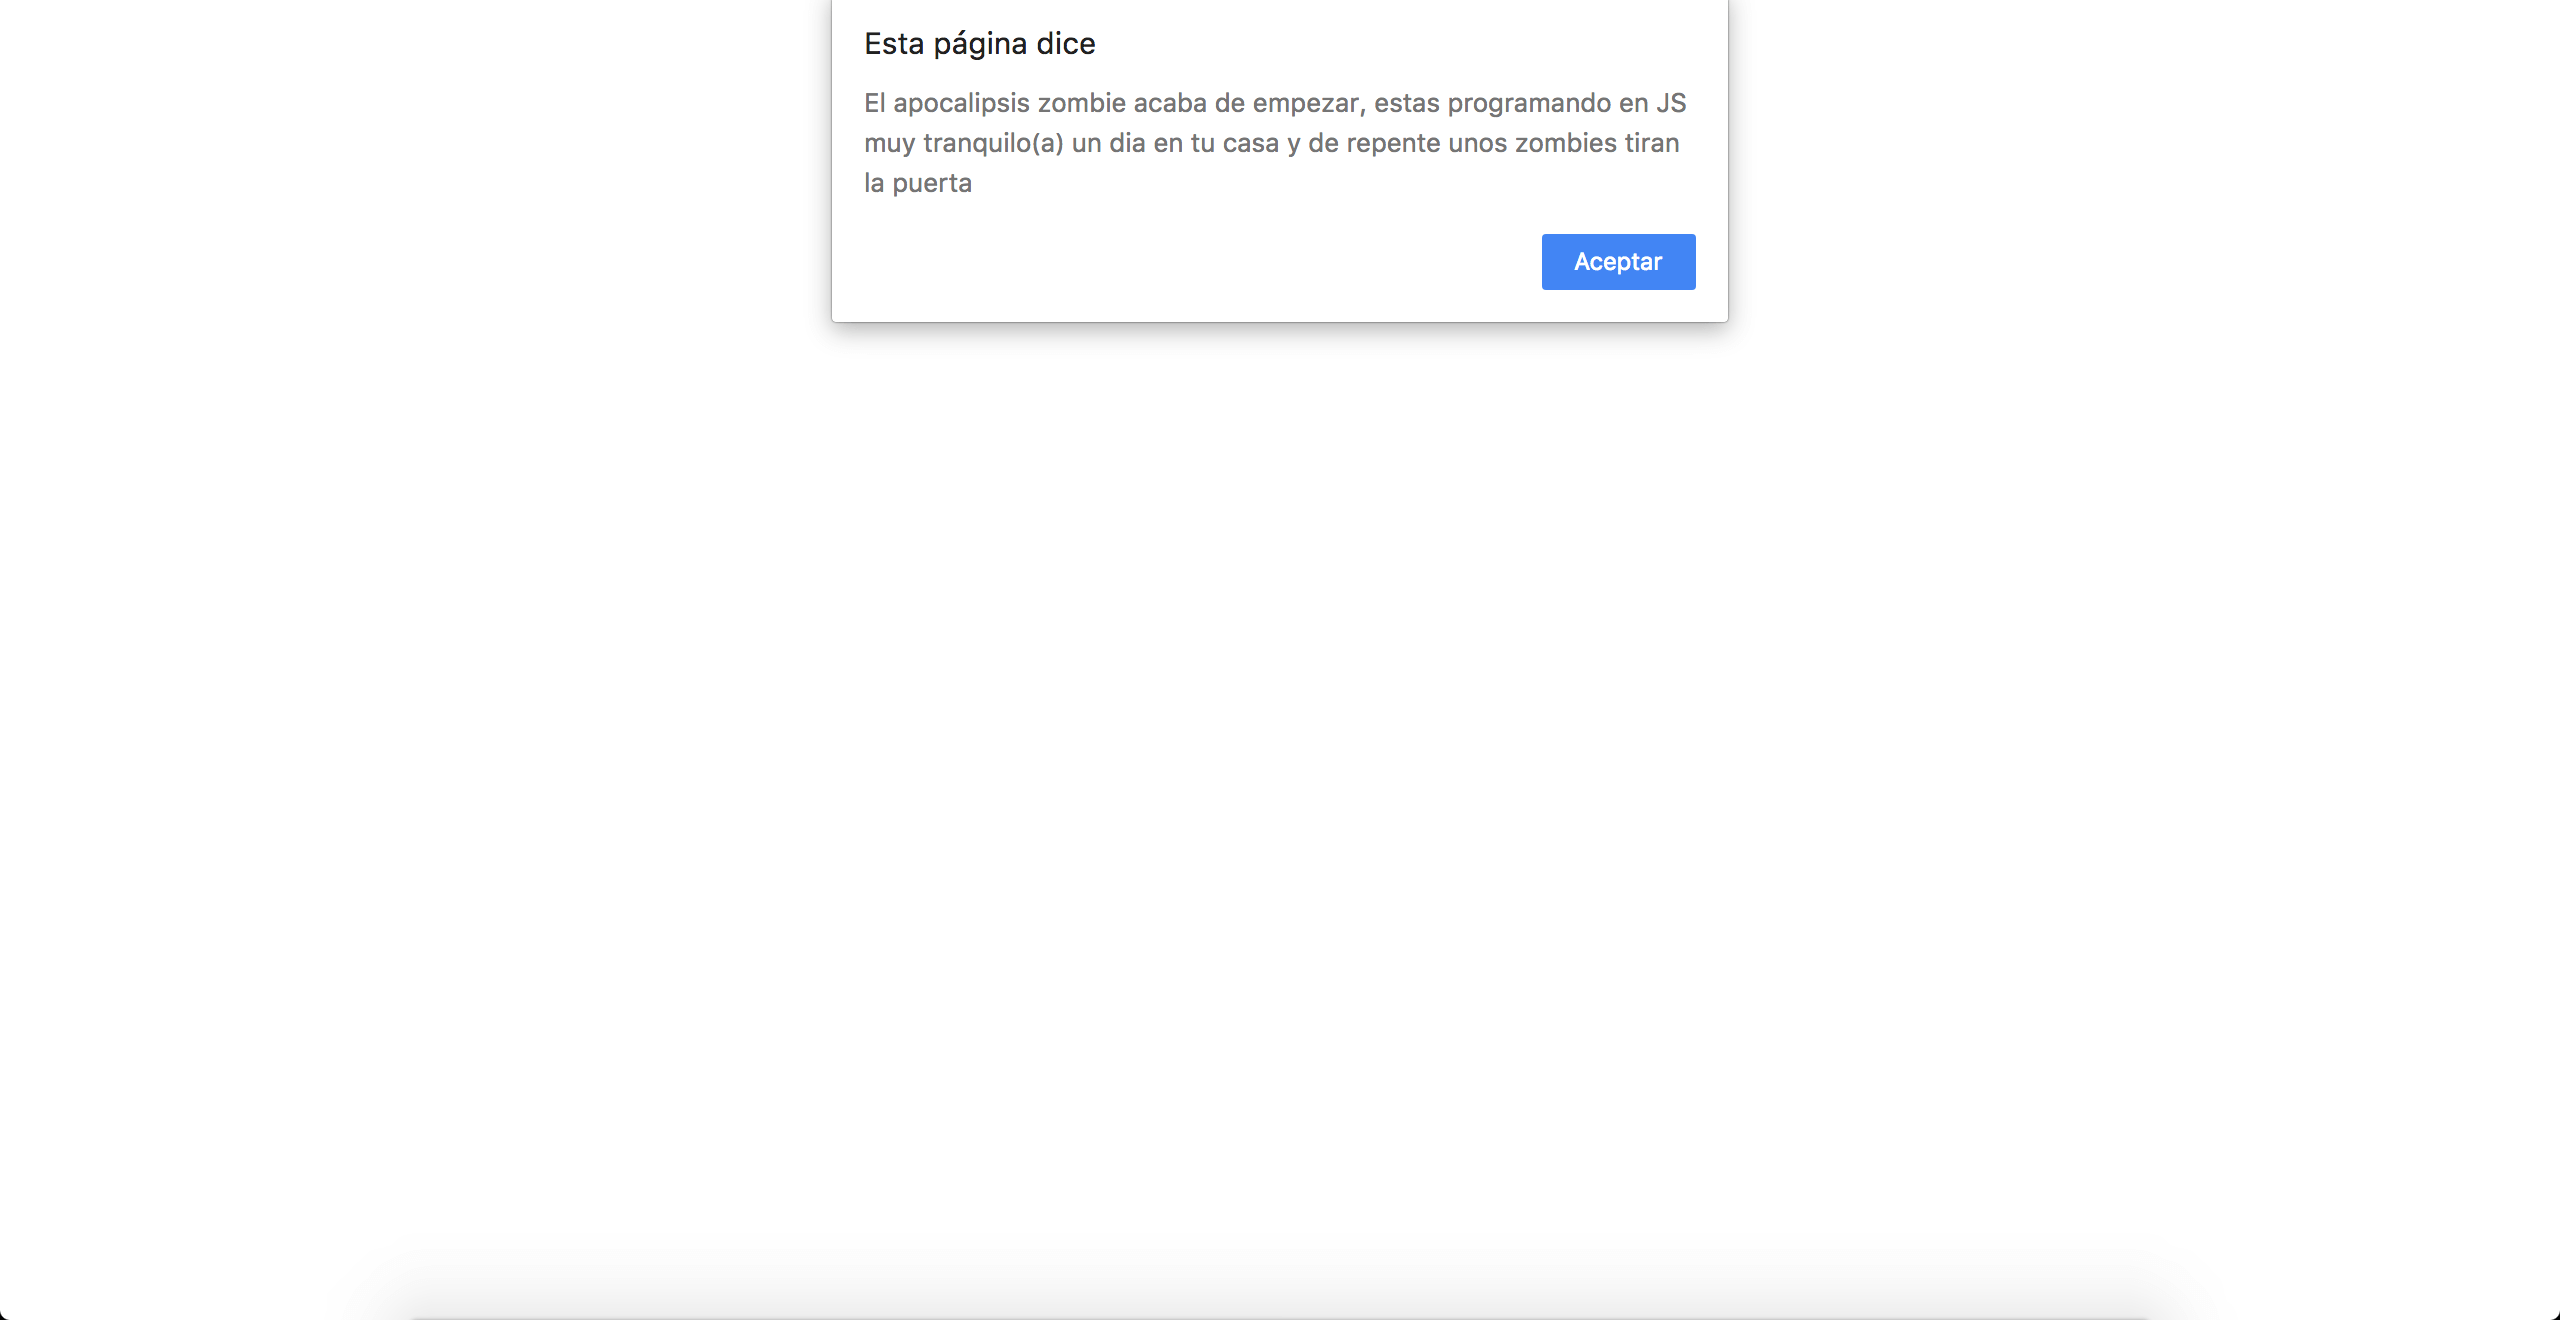 Esta página dice
El apocalipsis zombie acaba de empezar, estas programando en JS
muy tranquilo(a) un dia en tu casa y de repente unos zombies tiran
la puerta
Aceptar